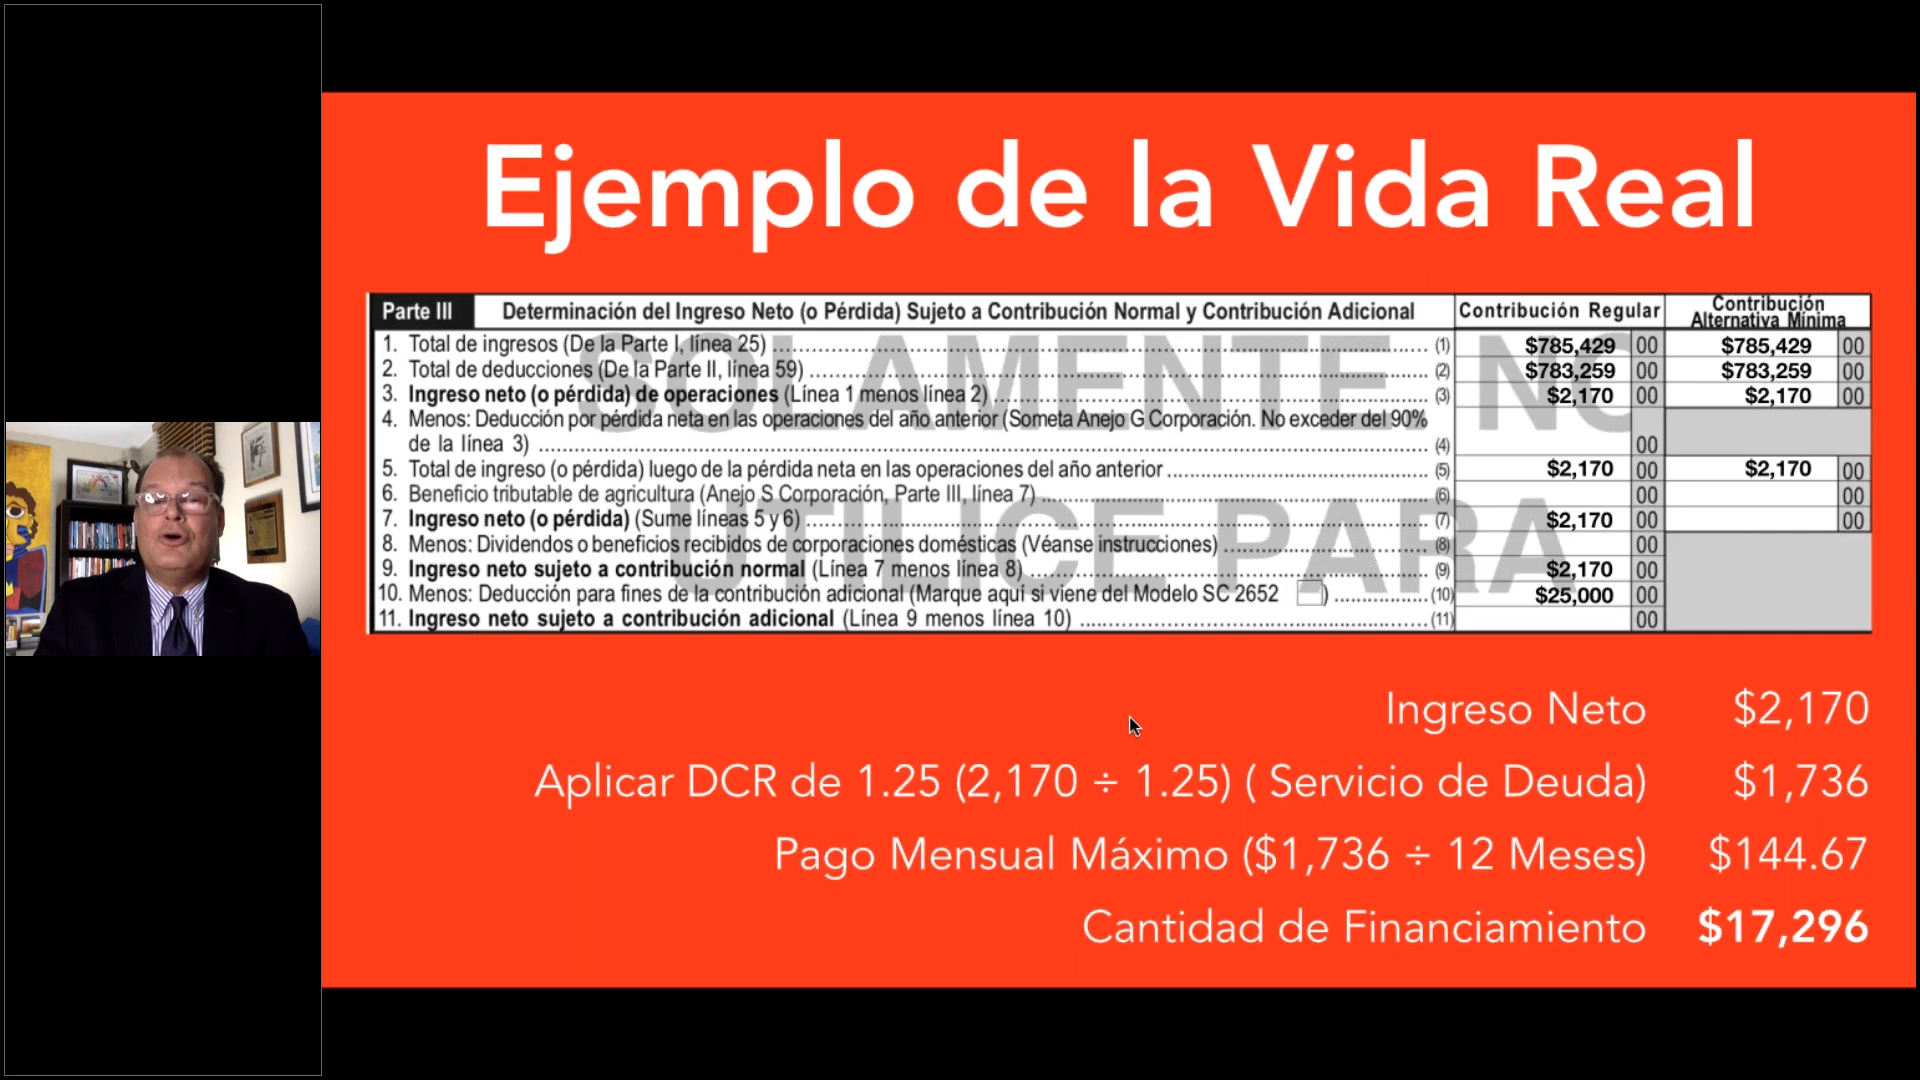 Ejemplo de la Vida Real
Parte III Determinación del Ingreso Neto (o Pérdida) Sujeto a Contribución Normal y Contribución Adicional Contribución Regular Contribución Alternativa Mínima
1. Total de ingresos (De la Parte I, línea 25) (1) $785,429 00 $785,429 00
2. Total de deducciones (De la Parte II, línea 59) (2) $783,259 00 $783,259 00
3. Ingreso neto (o pérdida) de operaciones (Línea 1 menos línea 2) (3) $2,170 00 $2,170 00
4. Menos: Deducción por pérdida neta en las operaciones del año anterior (Someta Anejo G Corporación. No exceder del 90%
de la línea 3) (4) 00
5. Total de ingreso (o pérdida) luego de la pérdida neta en las operaciones del año anterior (5) $2,170 00 $2,170 00
6. Beneficio tributable de agricultura (Anejo S Corporación, Parte III, línea 7) (6) 00 00
7. Ingreso neto (o pérdida) (Sume líneas 5 y 6) (7) $2,170 00 00
8. Menos: Dividendos o beneficios recibidos de corporaciones domésticas (Véanse instrucciones) (8) 00
9. Ingreso neto sujeto a contribución normal (Línea 7 menos línea 8) (9) $2,170 00
10. Menos: Deducción para fines de la contribución adicional (Marque aquí si viene del Modelo SC 2652 ) (10) $25,000 00
11. Ingreso neto sujeto a contribución adicional (Línea 9 menos línea 10) (11) 00
SOLAMENTE. NO
UTILICE PARA
Ingreso Neto $2,170
Aplicar DCR de 1.25 (2,170 ÷ 1.25) ( Servicio de Deuda) $1,736
Pago Mensual Máximo ($1,736 ÷ 12 Meses) $144.67
Cantidad de Financiamiento $17,296